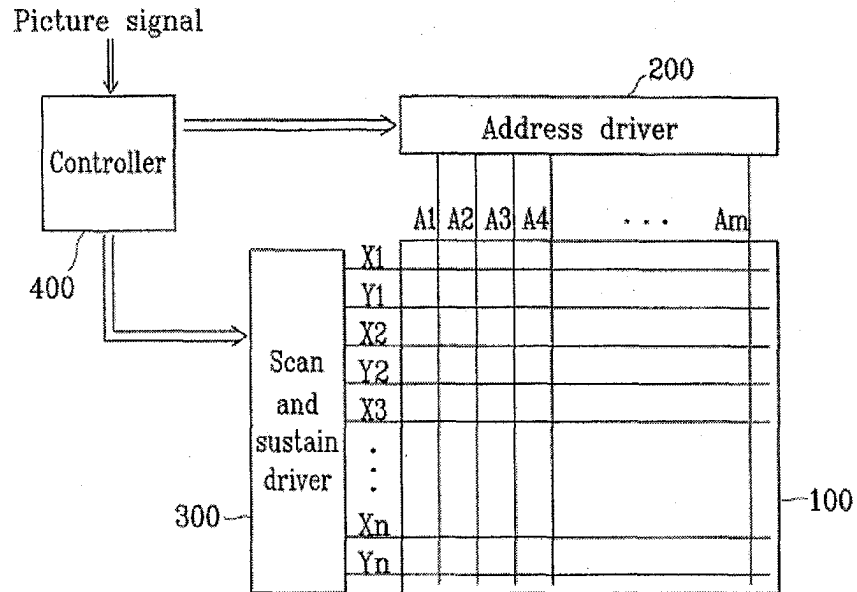 Picture signal
200
Controller
Address driver
400
A1 A2 A3 A4 ... Am
X1
Y1
X2
Y2
X3
Scan
and
sustain
driver
300
100
Xn
Yn